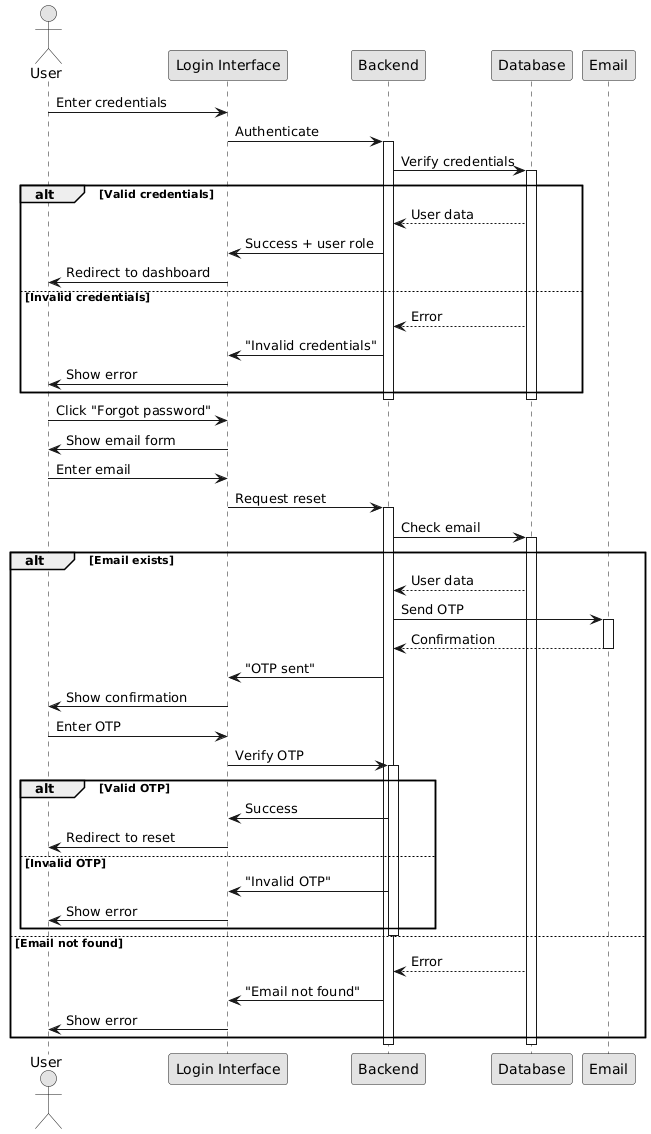 User
Login Interface
Backend
Database
Email
Enter credentials
Authenticate
Verify credentials
alt
[Valid credentials]
User data
Success + user role
Redirect to dashboard
[Invalid credentials]
Error
"Invalid credentials"
Show error
Click "Forgot password"
Show email form
Enter email
Request reset
Check email
alt
[Email exists]
User data
Send OTP
Confirmation
"OTP sent"
Show confirmation
Enter OTP
Verify OTP
alt
[Valid OTP]
Success
Redirect to reset
[Invalid OTP]
"Invalid OTP"
Show error
[Email not found]
Error
"Email not found"
Show error
User
Login Interface
Backend
Database
Email